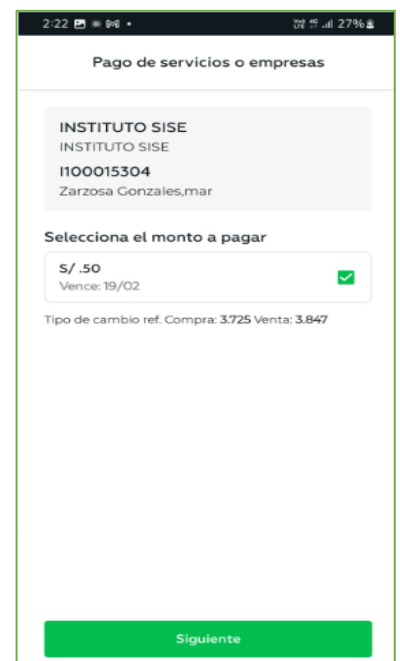 2:22
27%
Pago de servicios o empresas
INSTITUTO SISE
INSTITUTO SISE
I100015304
Zarzosa Gonzales,mar
Selecciona el monto a pagar
S/ .50
Vence: 19/02
Tipo de cambio ref. Compra: 3.725 Venta: 3.847
Siguiente